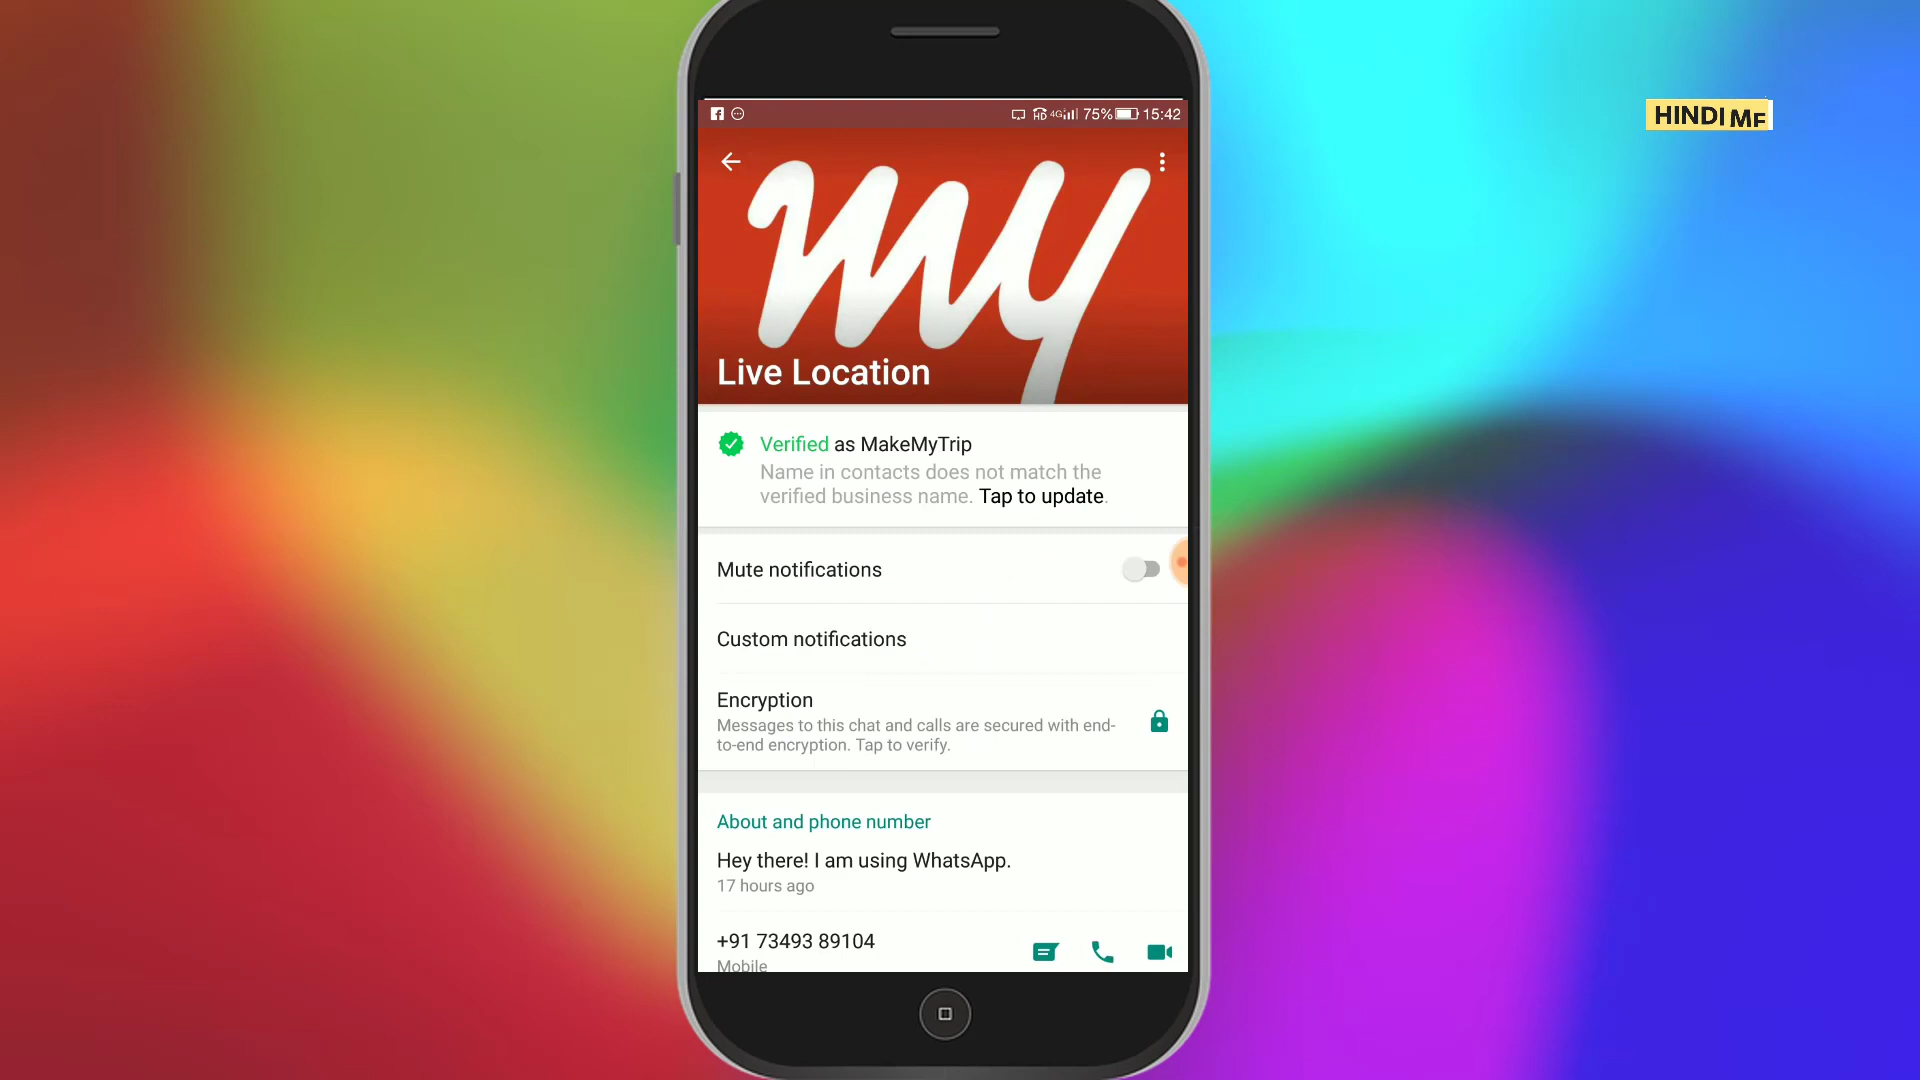 HINDI MF
4G 75% 15:42
my
Live Location
Verified as MakeMyTrip
Name in contacts does not match the
verified business name. Tap to update.
Mute notifications
Custom notifications
Encryption
Messages to this chat and calls are secured with end-
to-end encryption. Tap to verify.
About and phone number
Hey there! I am using WhatsApp.
17 hours ago
+91 73493 89104
Mobile